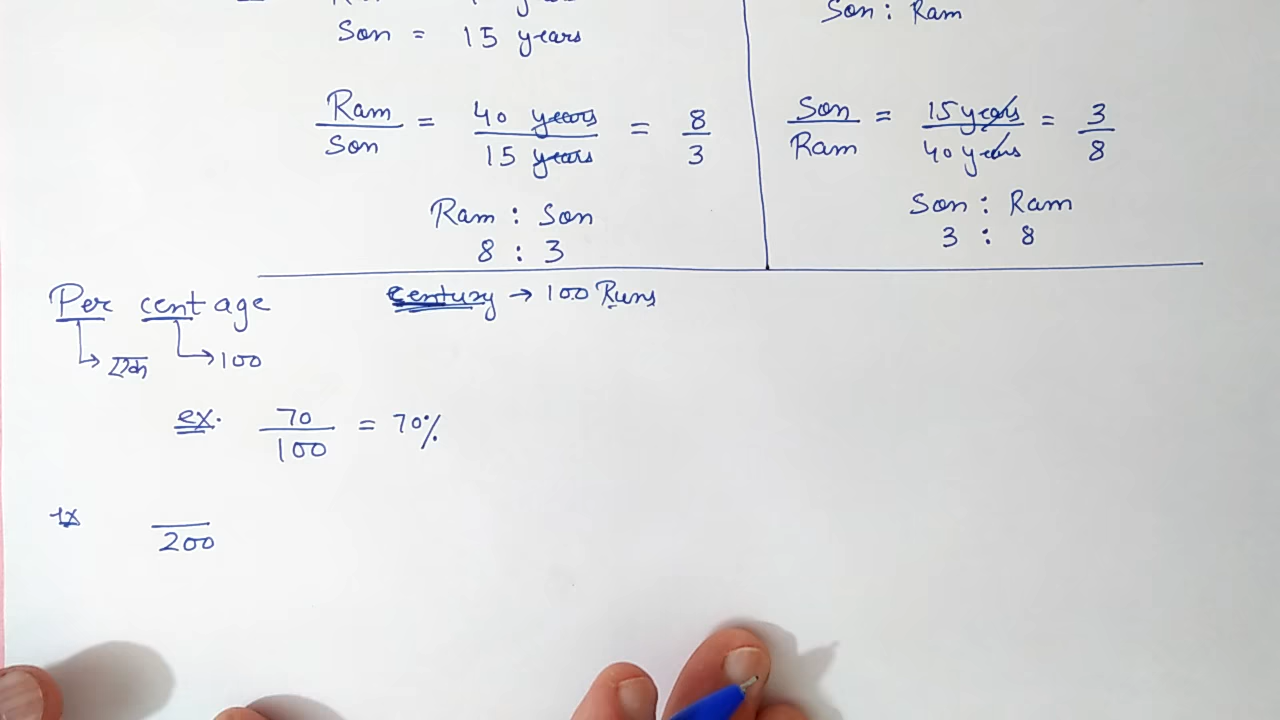 Son = 15 years
Ram/Son = 40 years/15 years = 8/3
Ram : Son
8 : 3
Son : Ram
Son/Ram = 15 years/40 years = 3/8
Son : Ram
3 : 8
Per cent age
century → 100 Runs
→ 100
ex. 70/100 = 70%
200